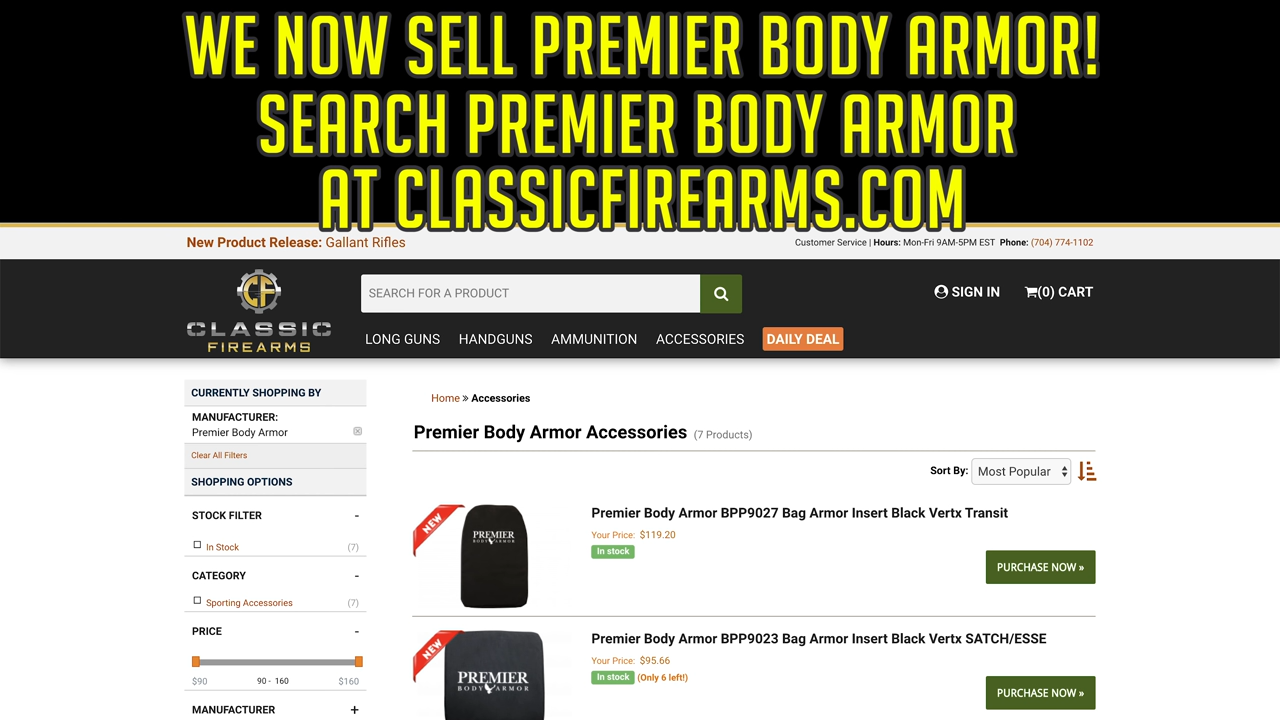 WE NOW SELL PREMIER BODY ARMOR!
SEARCH PREMIER BODY ARMOR
AT CLASSICFIREARMS.COM
New Product Release: Gallant Rifles
Customer Service | Hours: Mon-Fri 9AM-5PM EST Phone: (704) 774-1102
CF
CLASSIC
FIREARMS
SEARCH FOR A PRODUCT
SIGN IN
(0) CART
LONG GUNS HANDGUNS AMMUNITION ACCESSORIES DAILY DEAL
CURRENTLY SHOPPING BY
MANUFACTURER:
Premier Body Armor
Clear All Filters
SHOPPING OPTIONS
STOCK FILTER -
In Stock (7)
CATEGORY -
Sporting Accessories (7)
PRICE -
$90 90 - 160 $160
MANUFACTURER +
Home » Accessories
Premier Body Armor Accessories (7 Products)
Sort By: Most Popular
NEW
PREMIER
BODY ARMOR
Premier Body Armor BPP9027 Bag Armor Insert Black Vertx Transit
Your Price: $119.20
In stock
PURCHASE NOW »
NEW
PREMIER
BODY ARMOR
Premier Body Armor BPP9023 Bag Armor Insert Black Vertx SATCH/ESSE
Your Price: $95.66
In stock (Only 6 left!)
PURCHASE NOW »